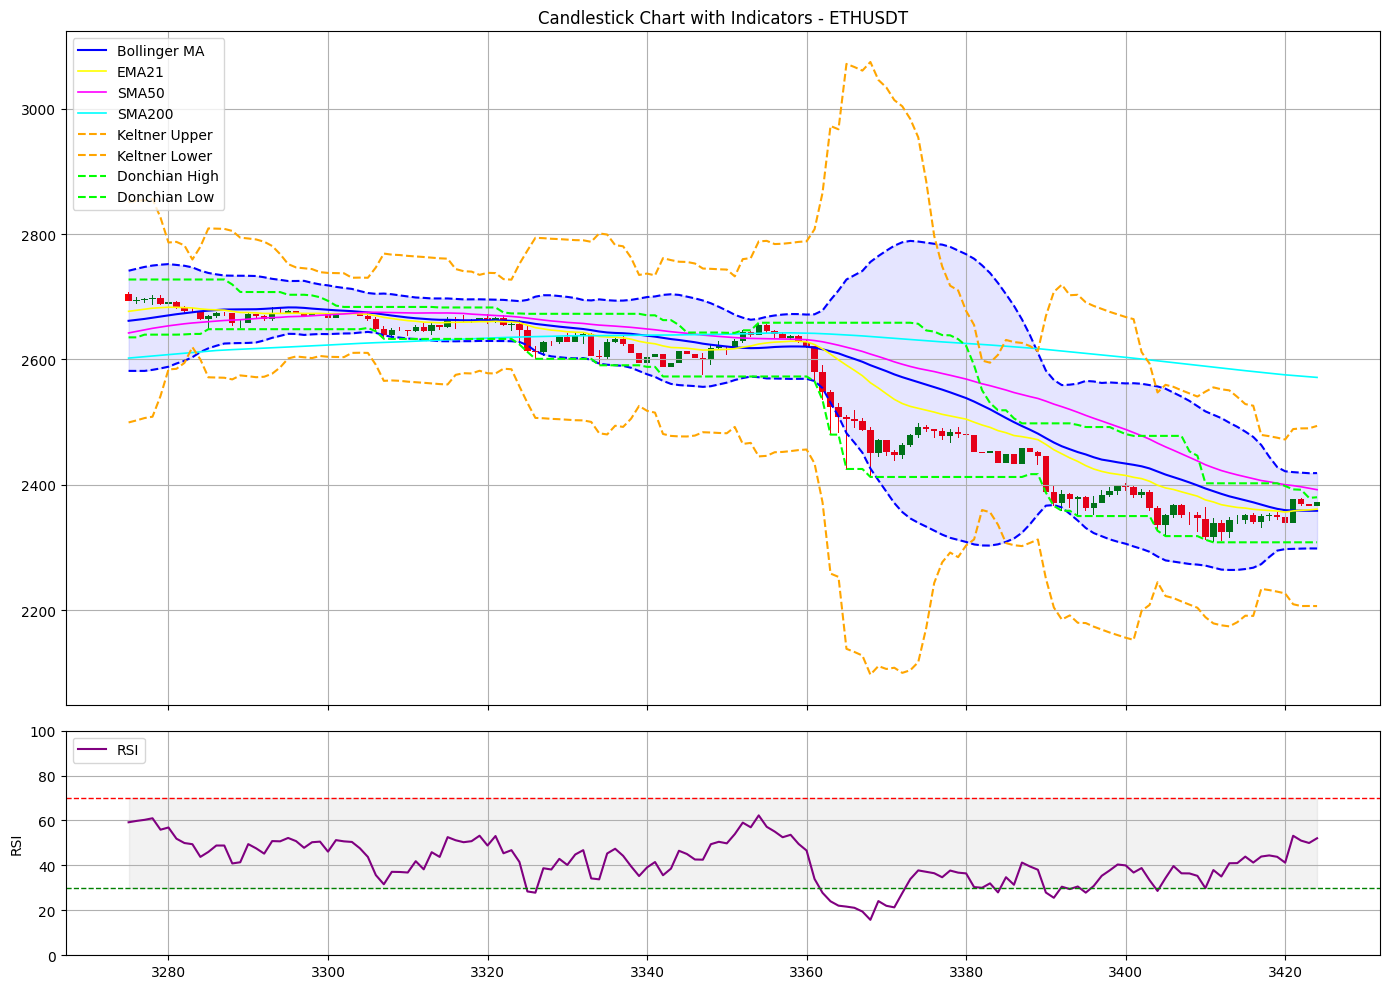 Candlestick Chart with Indicators - ETHUSDT
Bollinger MA
EMA21
SMA50
SMA200
Keltner Upper
Keltner Lower
Donchian High
Donchian Low
3000
2800
2600
2400
2200
RSI
100
80
60
40
20
0
RSI
3280
3300
3320
3340
3360
3380
3400
3420